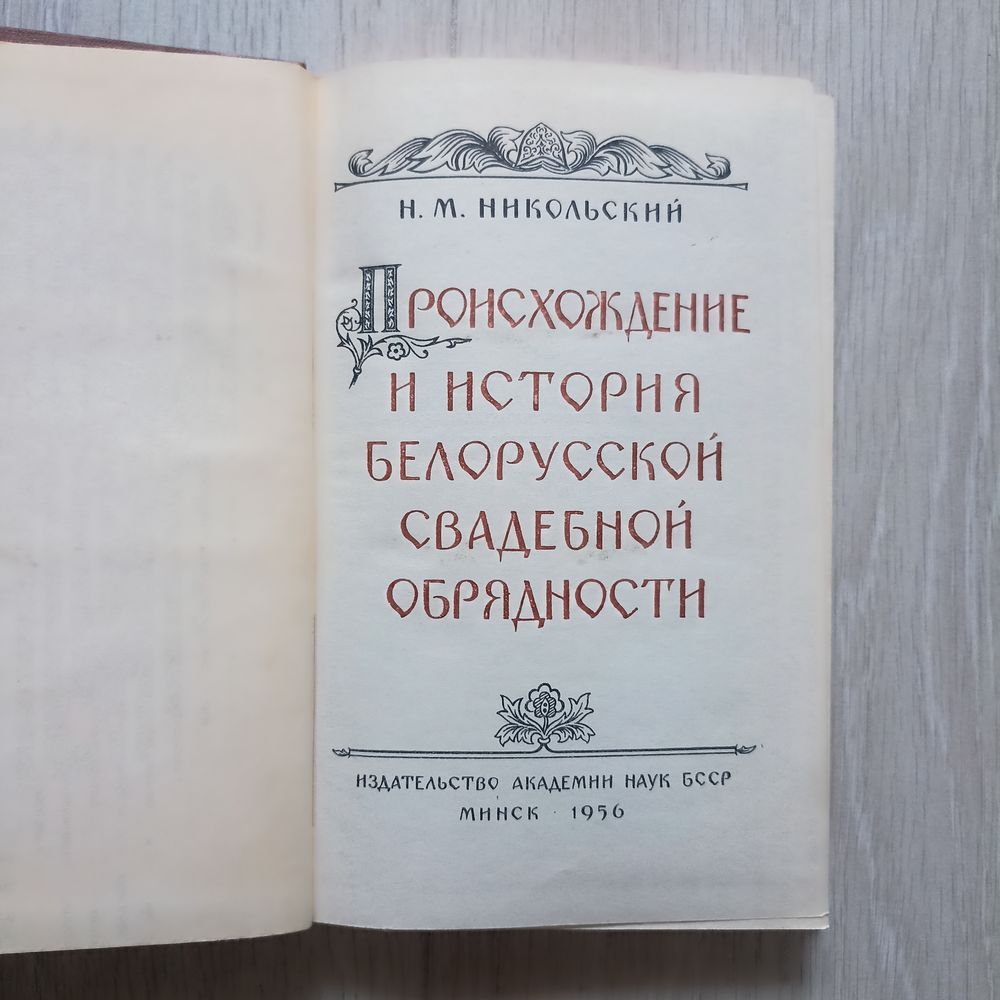 Н. М. НИКОЛЬСКИЙ
ПРОИСХОЖДЕНИЕ
И ИСТОРИЯ
БЕЛОРУССКОЙ
СВАДЕБНОЙ
ОБРЯДНОСТИ
ИЗДАТЕЛЬСТВО АКАДЕМИИ НАУК БССР
МИНСК · 1956